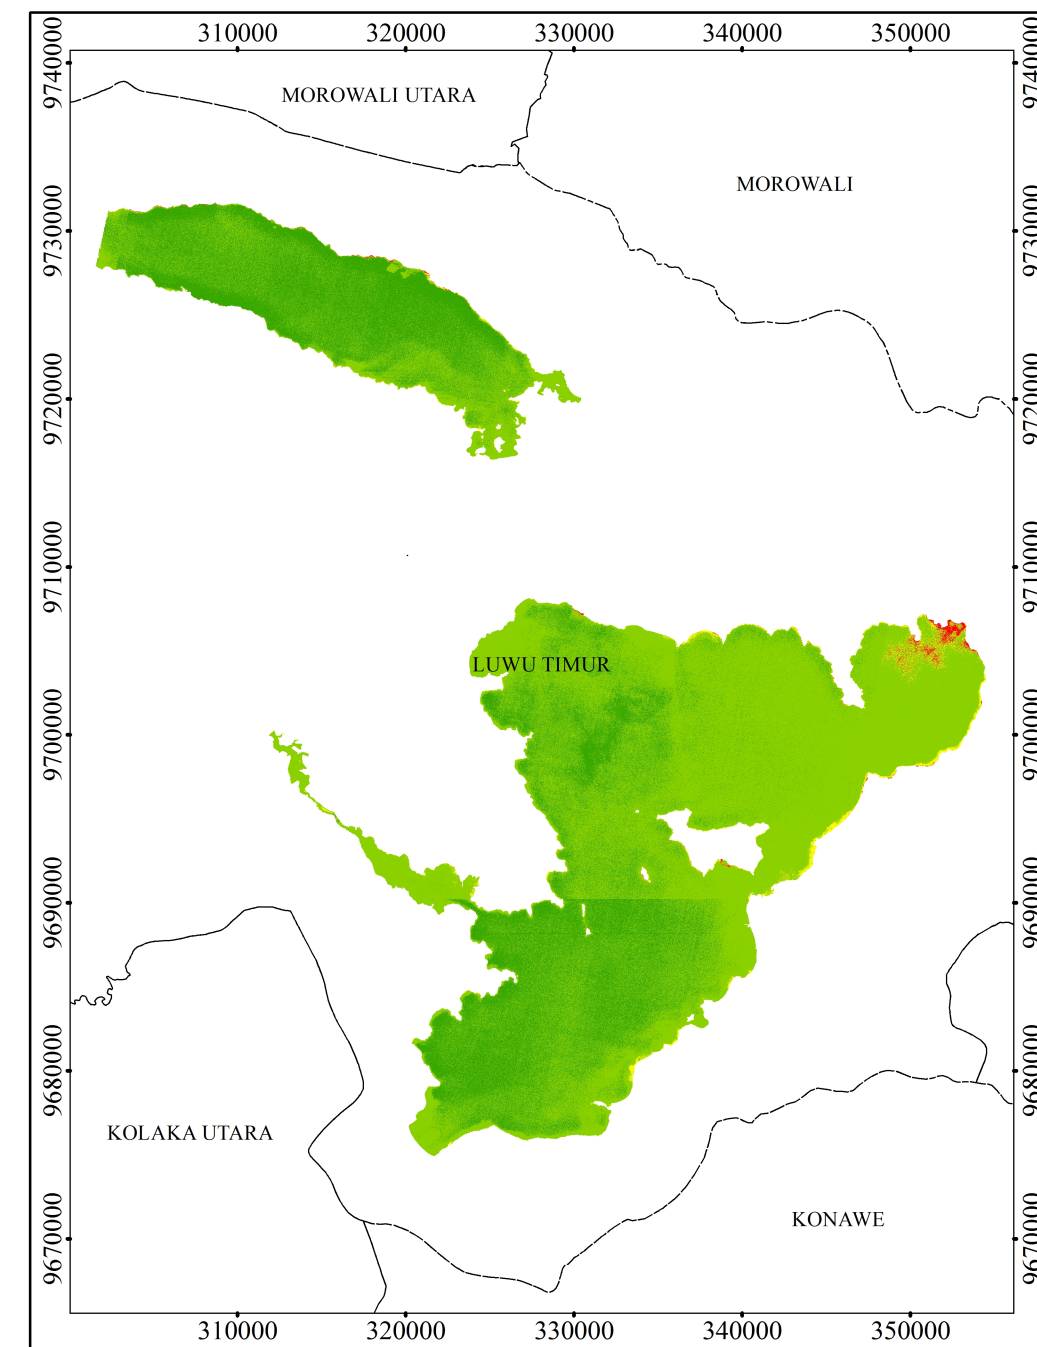 310000 320000 330000 340000 350000
9740000 9740000
MOROWALI UTARA
MOROWALI
9730000 9730000
9720000 9720000
9710000 9710000
LUWU TIMUR
9700000 9700000
9690000 9690000
9680000 9680000
KOLAKA UTARA
KONAWE
9670000 9670000
310000 320000 330000 340000 350000